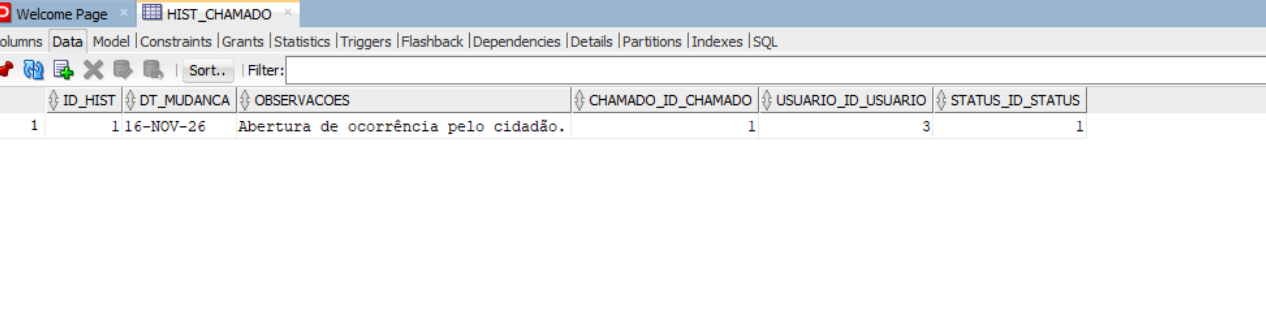 Welcome Page × HIST_CHAMADO ×
olumns Data Model Constraints Grants Statistics Triggers Flashback Dependencies Details Partitions Indexes SQL
Sort.. Filter:
ID_HIST DT_MUDANCA OBSERVACOES CHAMADO_ID_CHAMADO USUARIO_ID_USUARIO STATUS_ID_STATUS
1 1 16-NOV-26 Abertura de ocorrência pelo cidadão. 1 3 1